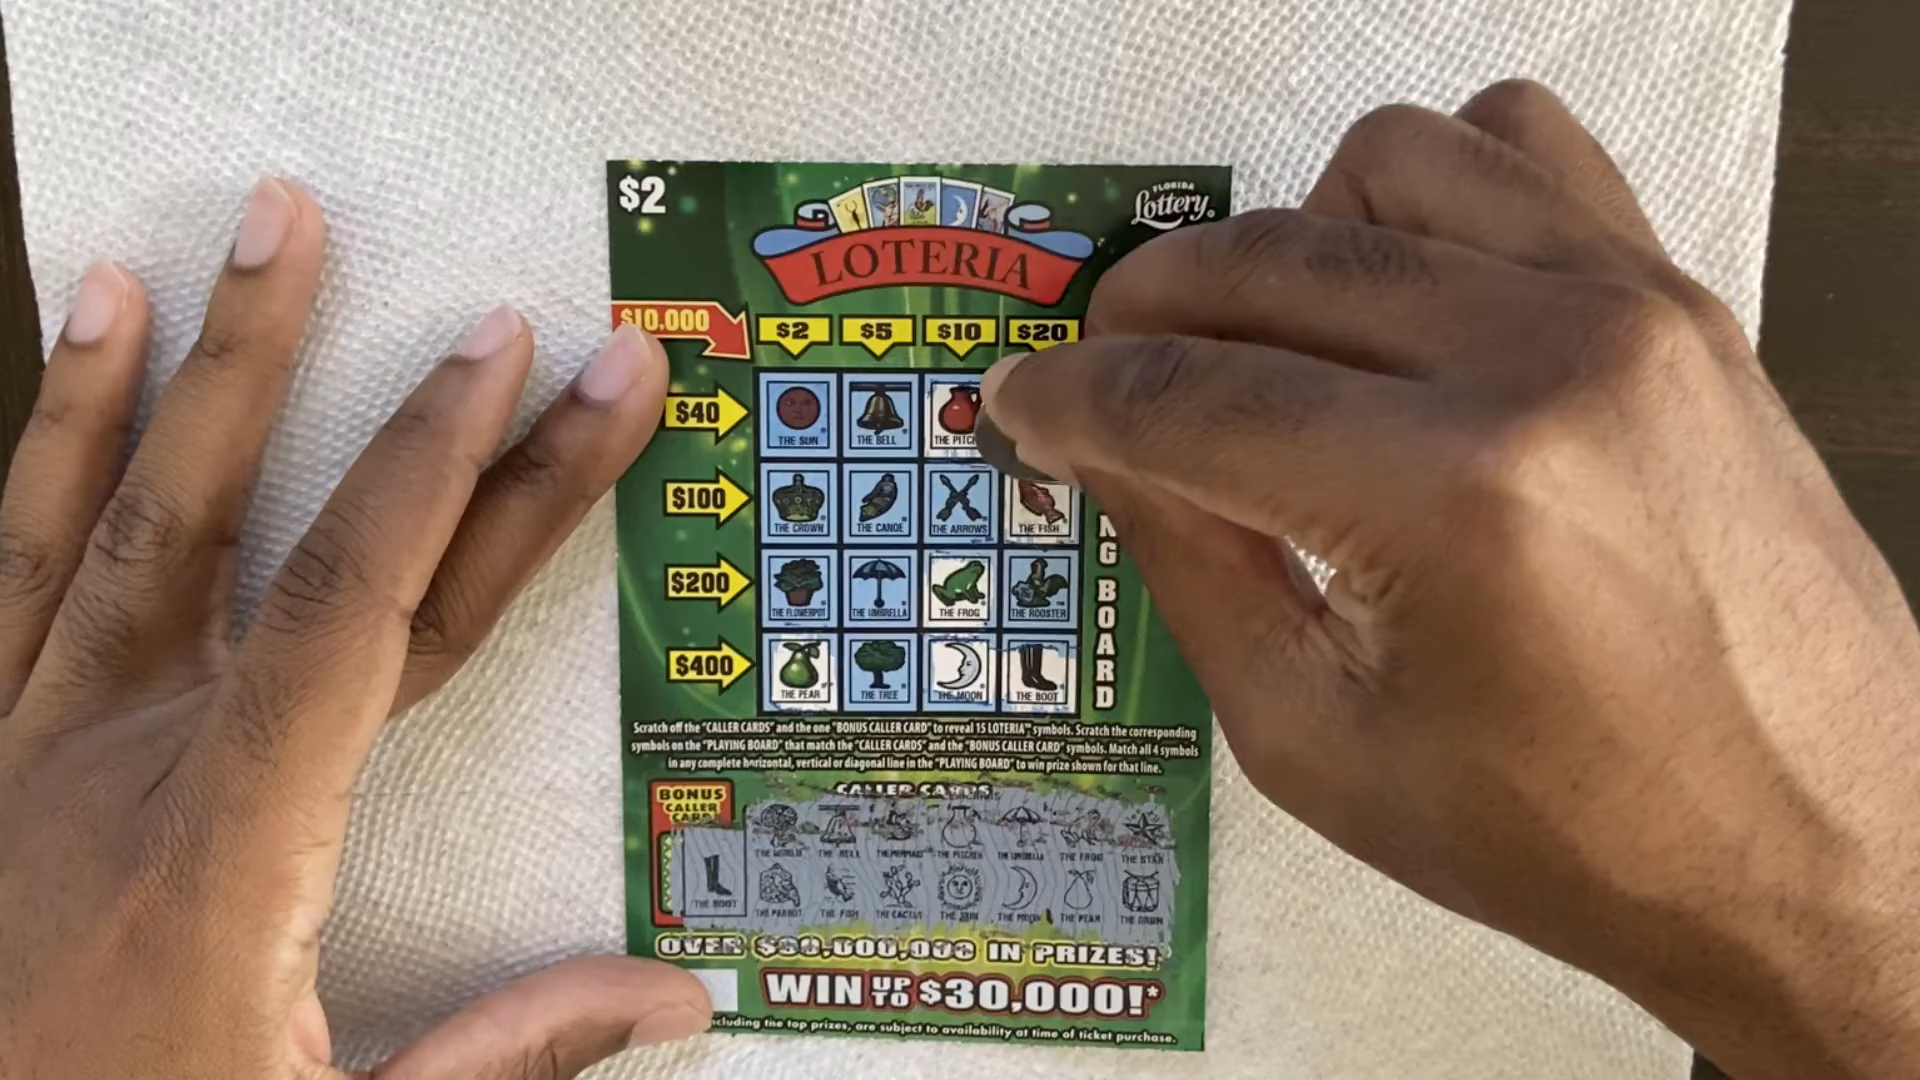 $2
FLORIDA
Lottery
LOTERIA
$10,000
$2 $5 $10 $20
$40
THE SUN THE BELL THE PITCH
$100
THE CROWN THE CANOE THE ARROWS THE FISH
$200
THE FLOWERPOT THE UMBRELLA THE FROG THE ROOSTER
$400
THE PEAR THE TREE THE MOON THE BOOT
NG BOARD
Scratch off the "CALLER CARDS" and the one "BONUS CALLER CARD" to reveal 15 LOTERIA™ symbols. Scratch the corresponding
symbols on the "PLAYING BOARD" that match the "CALLER CARDS" and the "BONUS CALLER CARD" symbols. Match all 4 symbols
in any complete horizontal, vertical or diagonal line in the "PLAYING BOARD" to win prize shown for that line.
BONUS
CALLER
CARD
CALLER CARDS
THE WORLD THE BELL THE MERMAID THE PITCHER THE UMBRELLA THE FROG THE STAR
THE BOOT THE PARROT THE FISH THE CACTUS THE SUN THE MOON THE PEAR THE DRUM
OVER IN PRIZES!
WIN UP TO $30,000!*
cluding the top prizes, are subject to availability at time of ticket purchase.